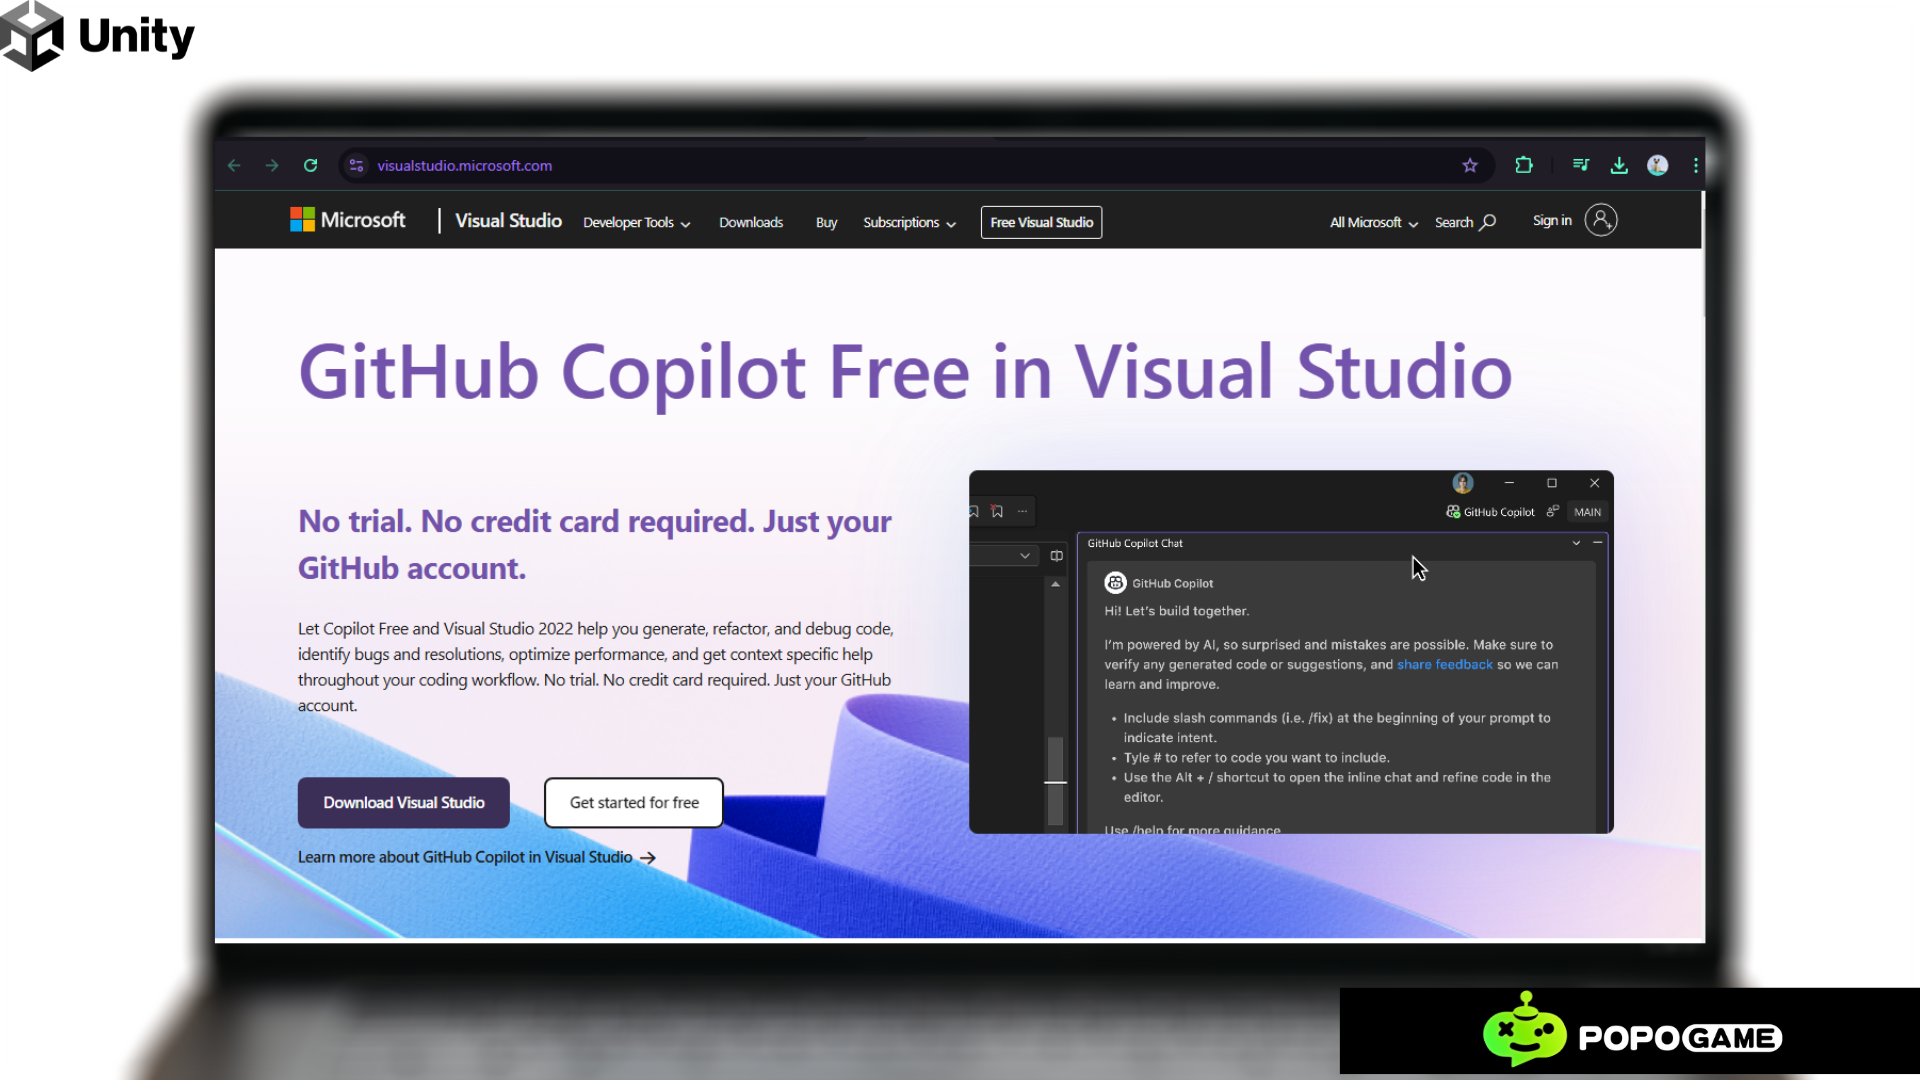 Unity
visualstudio.microsoft.com
Microsoft
Visual Studio
Developer Tools
Downloads
Buy
Subscriptions
Free Visual Studio
All Microsoft
Search
Sign in
GitHub Copilot Free in Visual Studio
No trial. No credit card required. Just your
GitHub account.
Let Copilot Free and Visual Studio 2022 help you generate, refactor, and debug code,
identify bugs and resolutions, optimize performance, and get context specific help
throughout your coding workflow. No trial. No credit card required. Just your GitHub
account.
Download Visual Studio
Get started for free
Learn more about GitHub Copilot in Visual Studio
GitHub Copilot
MAIN
GitHub Copilot Chat
GitHub Copilot
Hi! Let's build together.
I'm powered by AI, so surprised and mistakes are possible. Make sure to
verify any generated code or suggestions, and share feedback so we can
learn and improve.
• Include slash commands (i.e. /fix) at the beginning of your prompt to
indicate intent.
• Tyle # to refer to code you want to include.
• Use the Alt + / shortcut to open the inline chat and refine code in the
editor.
Use /help for more guidance
POPOGAME